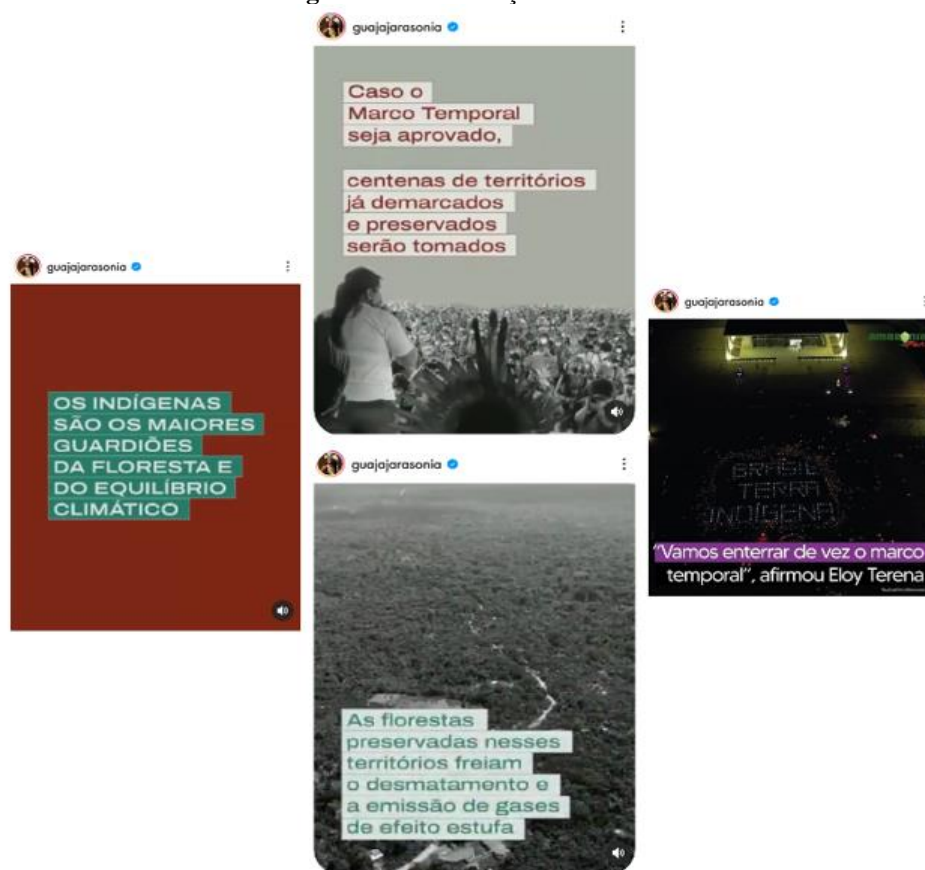 guajajarasonia
Caso o
Marco Temporal
seja aprovado,
centenas de territórios
já demarcados
e preservados
serão tomados
guajajarasonia
OS INDÍGENAS
SÃO OS MAIORES
GUARDIÕES
DA FLORESTA E
DO EQUILÍBRIO
CLIMÁTICO
guajajarasonia
As florestas
preservadas nesses
territórios freiam
o desmatamento e
a emissão de gases
de efeito estufa
guajajarasonia
BRASIL
TERRA
INDÍGENA
"Vamos enterrar de vez o marco
temporal", afirmou Eloy Terena